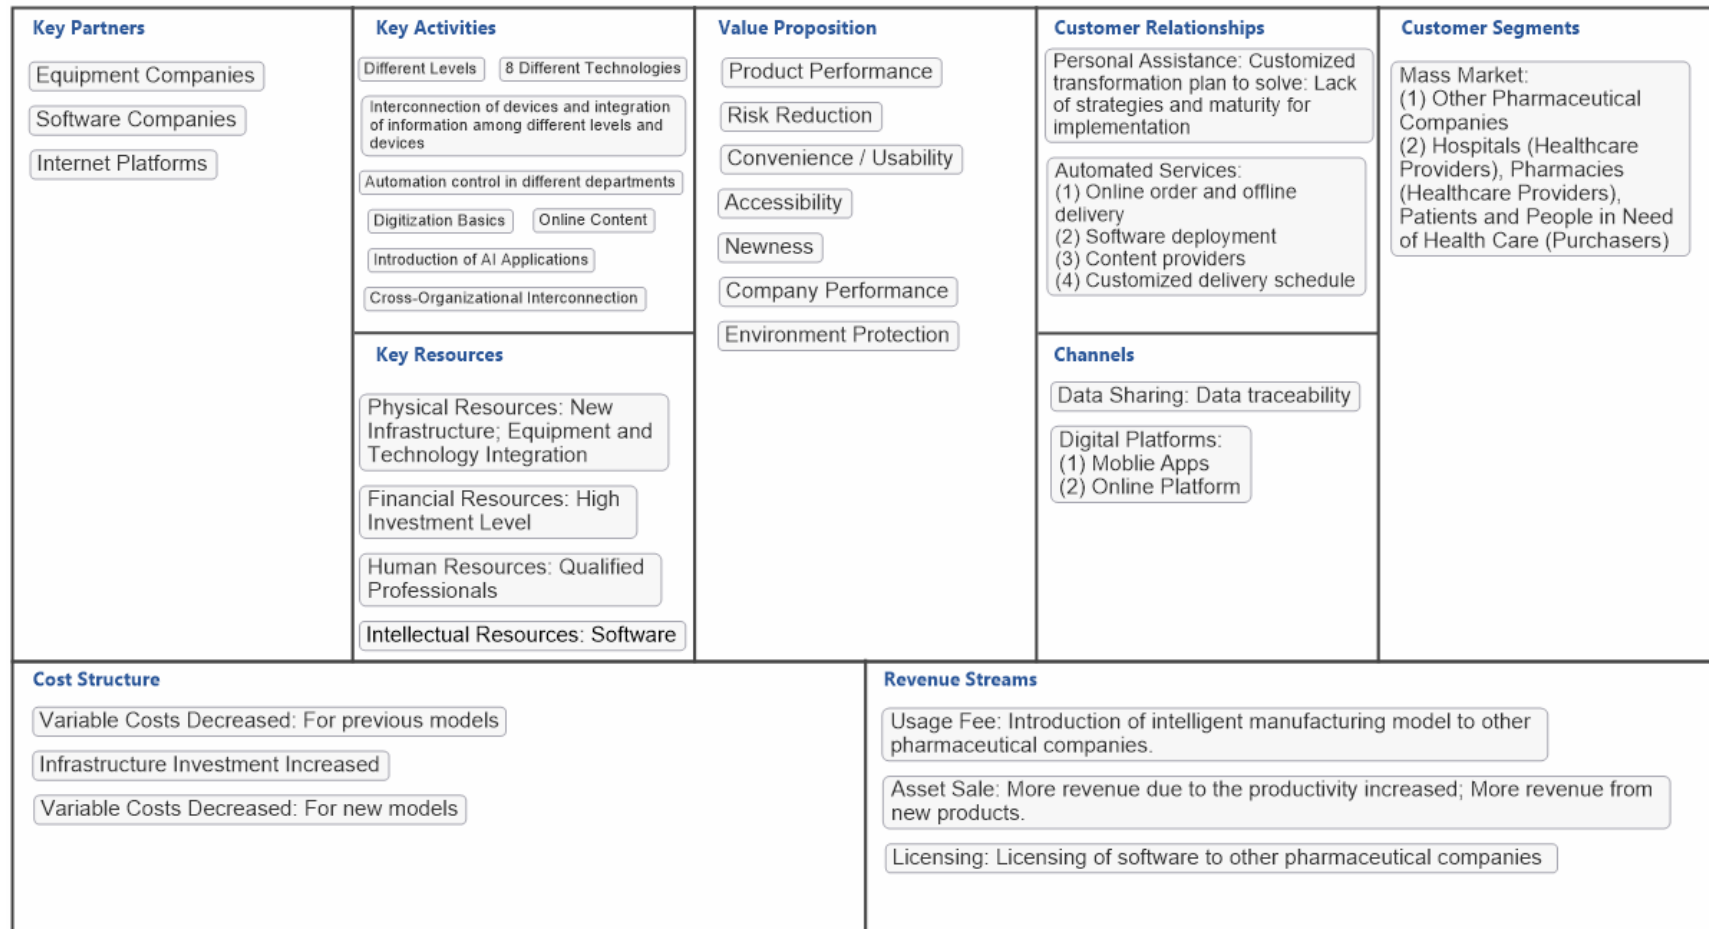 Key Partners
Equipment Companies
Software Companies
Internet Platforms
Key Activities
Different Levels
8 Different Technologies
Interconnection of devices and integration
of information among different levels and
devices
Automation control in different departments
Digitization Basics
Online Content
Introduction of AI Applications
Cross-Organizational Interconnection
Key Resources
Physical Resources: New
Infrastructure; Equipment and
Technology Integration
Financial Resources: High
Investment Level
Human Resources: Qualified
Professionals
Intellectual Resources: Software
Value Proposition
Product Performance
Risk Reduction
Convenience / Usability
Accessibility
Newness
Company Performance
Environment Protection
Customer Relationships
Personal Assistance: Customized
transformation plan to solve: Lack
of strategies and maturity for
implementation
Automated Services:
(1) Online order and offline
delivery
(2) Software deployment
(3) Content providers
(4) Customized delivery schedule
Channels
Data Sharing: Data traceability
Digital Platforms:
(1) Moblie Apps
(2) Online Platform
Customer Segments
Mass Market:
(1) Other Pharmaceutical
Companies
(2) Hospitals (Healthcare
Providers), Pharmacies
(Healthcare Providers),
Patients and People in Need
of Health Care (Purchasers)
Cost Structure
Variable Costs Decreased: For previous models
Infrastructure Investment Increased
Variable Costs Decreased: For new models
Revenue Streams
Usage Fee: Introduction of intelligent manufacturing model to other
pharmaceutical companies.
Asset Sale: More revenue due to the productivity increased; More revenue from
new products.
Licensing: Licensing of software to other pharmaceutical companies